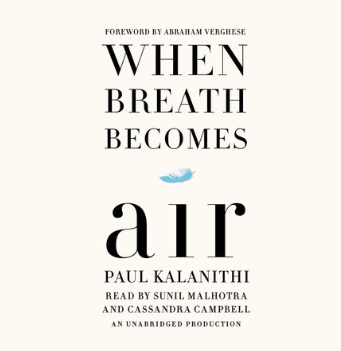 FOREWORD BY ABRAHAM VERGHESE
WHEN
BREATH
BECOMES
aır
PAUL KALANITHI
READ BY SUNIL MALHOTRA
AND CASSANDRA CAMPBELL
AN UNABRIDGED PRODUCTION